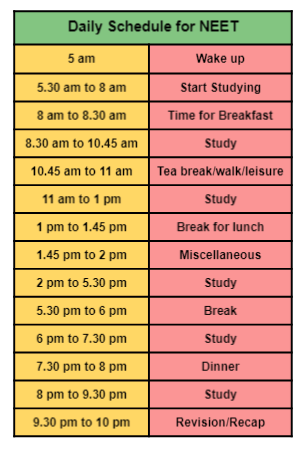 Daily Schedule for NEET
5 am Wake up
5.30 am to 8 am Start Studying
8 am to 8.30 am Time for Breakfast
8.30 am to 10.45 am Study
10.45 am to 11 am Tea break/walk/leisure
11 am to 1 pm Study
1 pm to 1.45 pm Break for lunch
1.45 pm to 2 pm Miscellaneous
2 pm to 5.30 pm Study
5.30 pm to 6 pm Break
6 pm to 7.30 pm Study
7.30 pm to 8 pm Dinner
8 pm to 9.30 pm Study
9.30 pm to 10 pm Revision/Recap